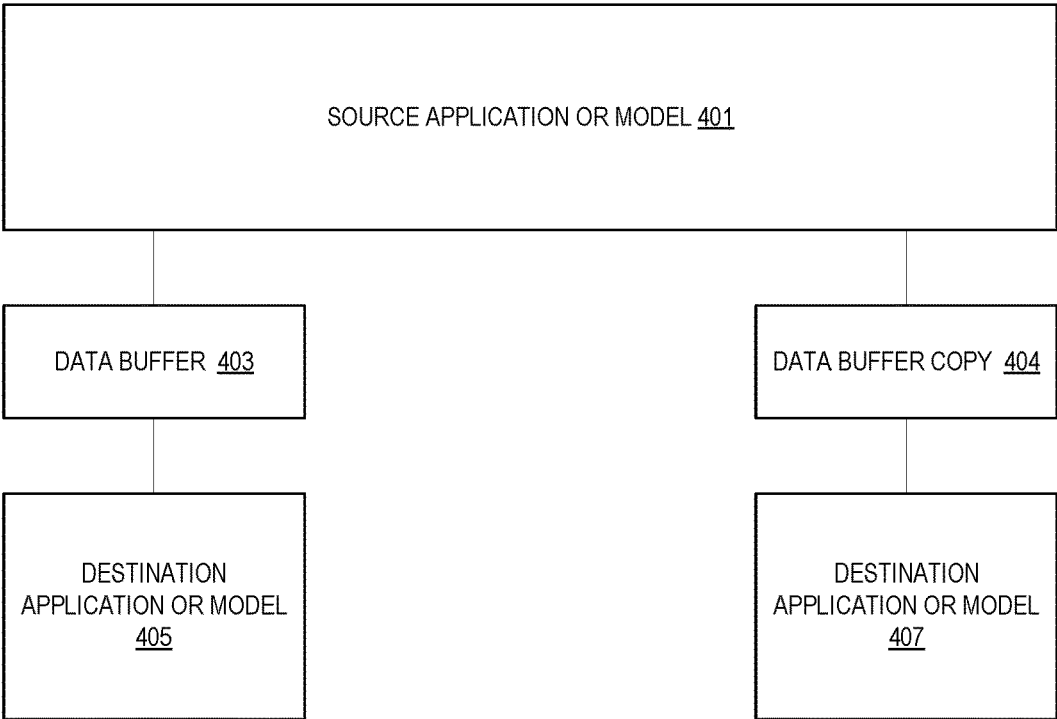 SOURCE APPLICATION OR MODEL 401
DATA BUFFER 403
DATA BUFFER COPY 404
DESTINATION
APPLICATION OR MODEL
405
DESTINATION
APPLICATION OR MODEL
407